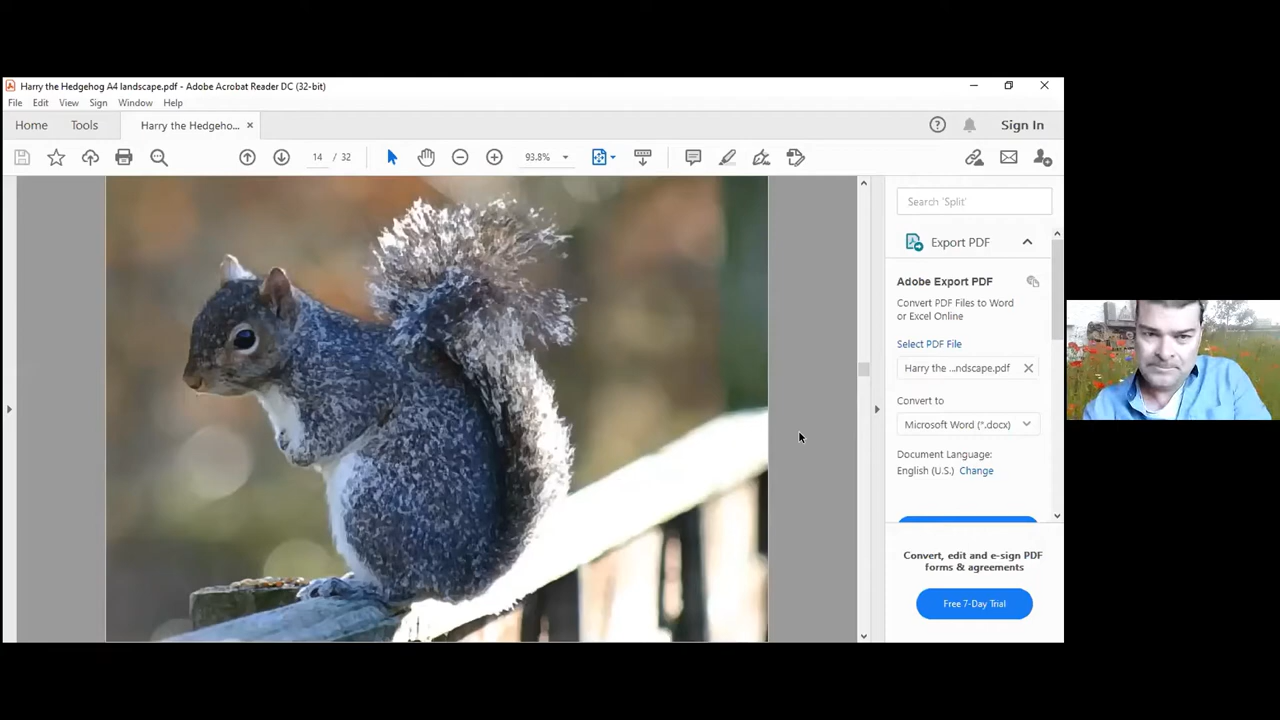 Harry the Hedgehog A4 landscape.pdf - Adobe Acrobat Reader DC (32-bit)
File Edit View Sign Window Help
Home Tools Harry the Hedgeho... × Sign In
14 / 32 93.8%
Search 'Split'
Export PDF
Adobe Export PDF
Convert PDF Files to Word
or Excel Online
Select PDF File
Harry the ...ndscape.pdf
Convert to
Microsoft Word (*.docx)
Document Language:
English (U.S.) Change
Convert, edit and e-sign PDF
forms & agreements
Free 7-Day Trial